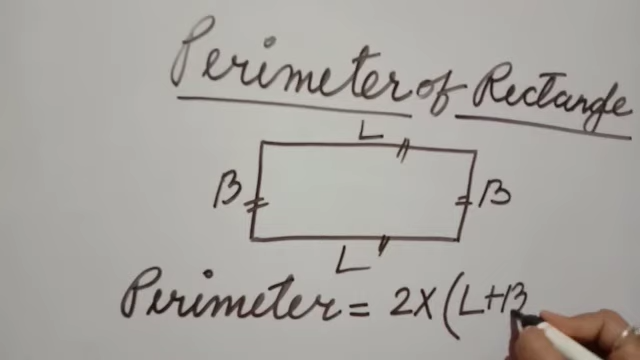 Perimeter of Rectangle
L
B B
L
Perimeter = 2X (L+B